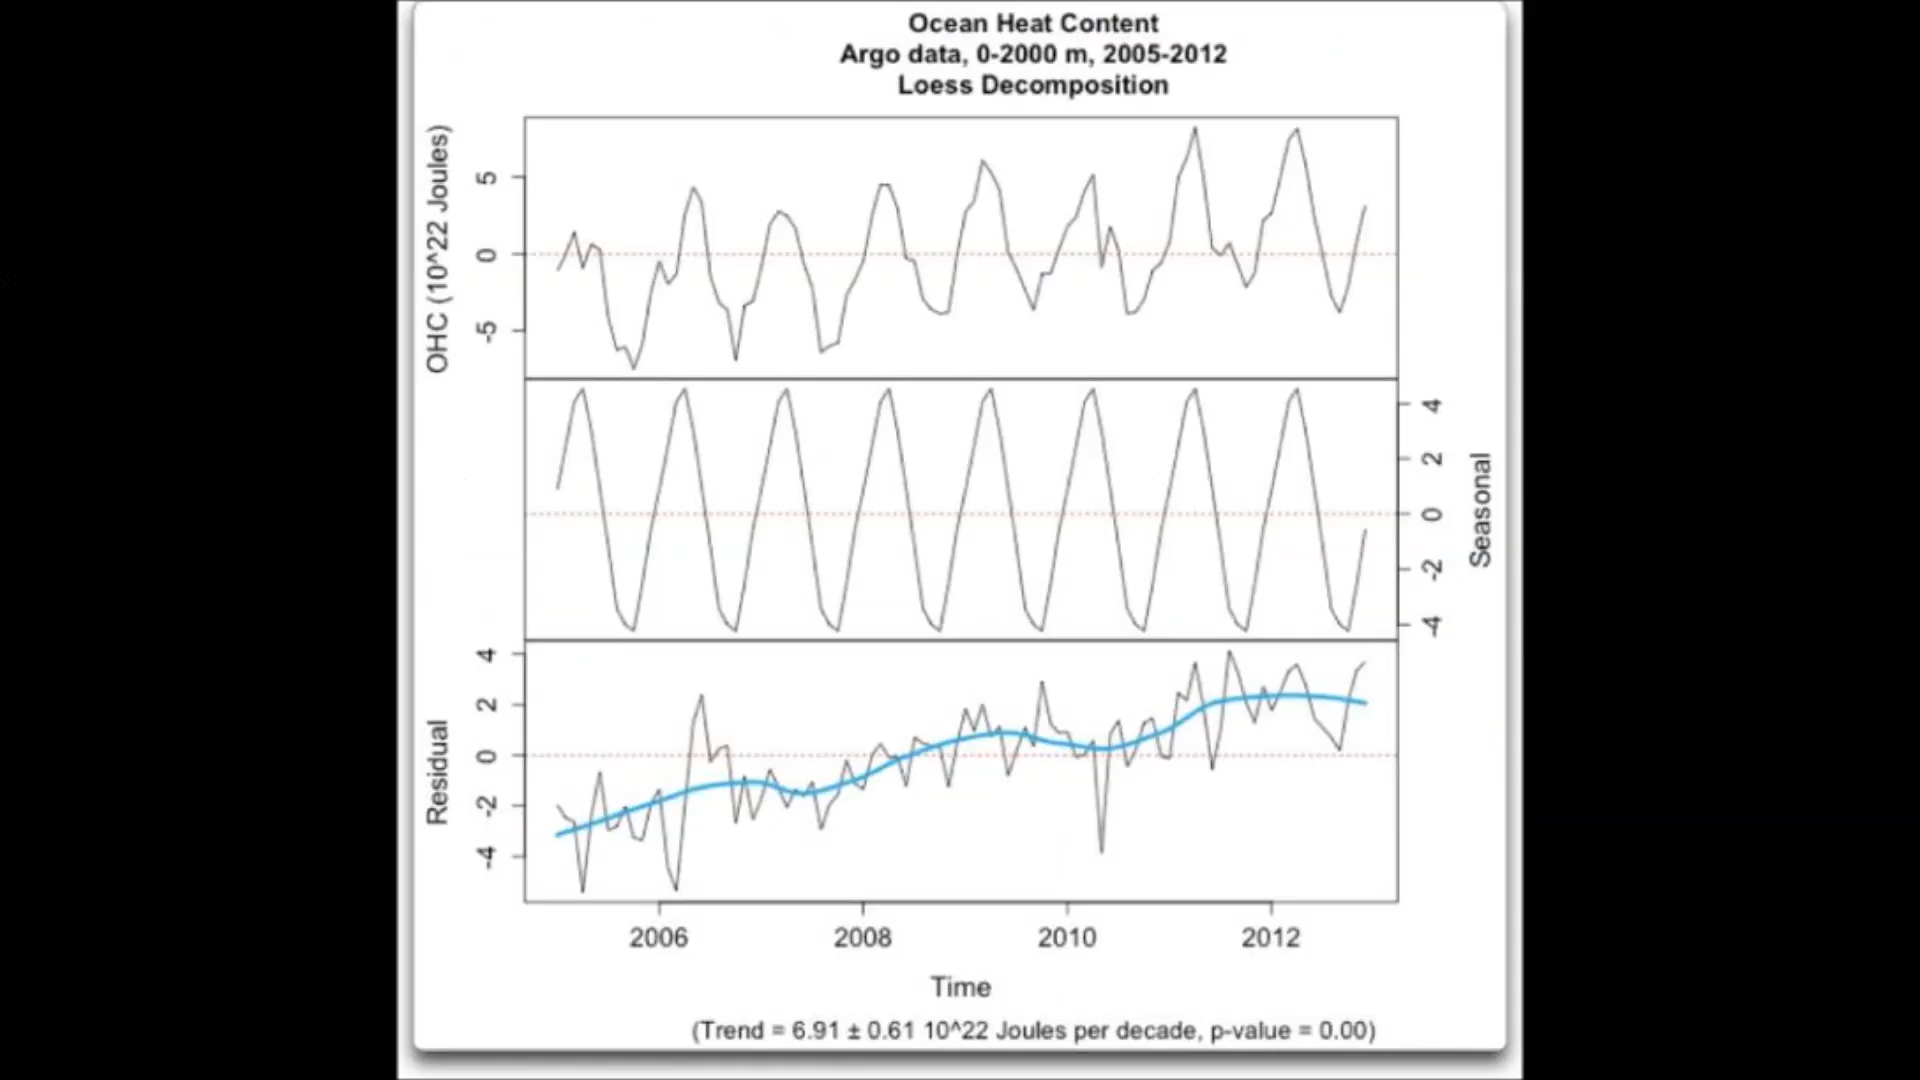 Ocean Heat Content
Argo data, 0-2000 m, 2005-2012
Loess Decomposition
OHC (10^22 Joules)
5
0
-5
4
2
0
-2
-4
Seasonal
Residual
4
2
0
-2
-4
2006 2008 2010 2012
Time
(Trend = 6.91 ± 0.61 10^22 Joules per decade, p-value = 0.00)